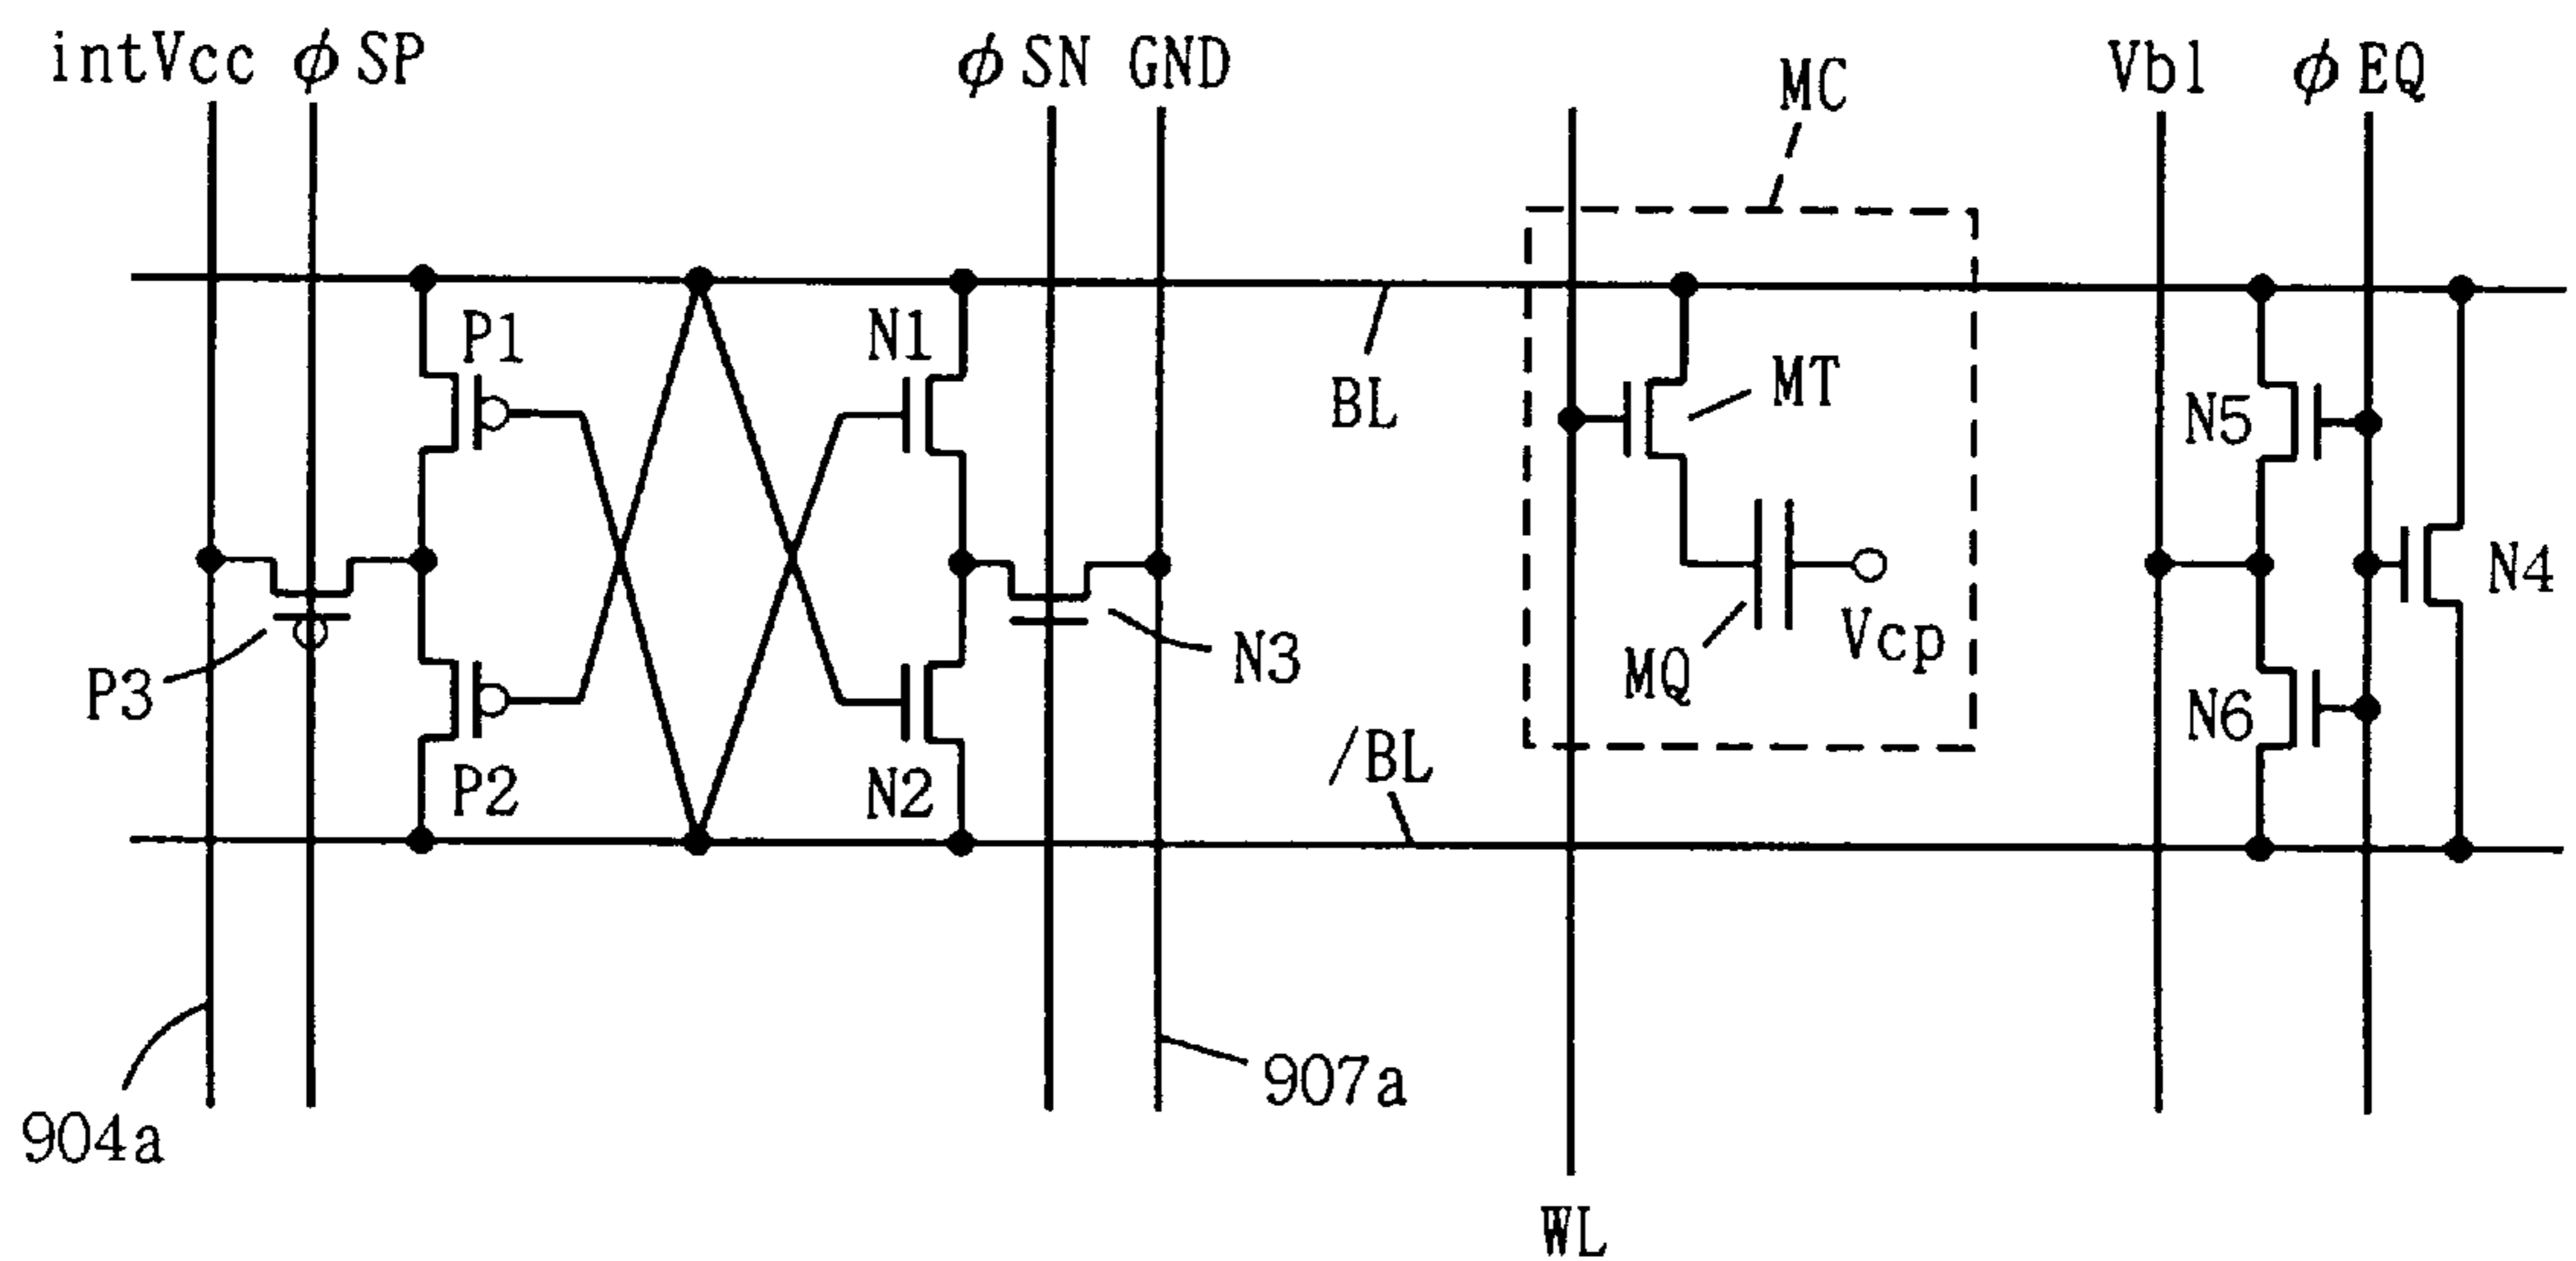 intVcc φSP φSN GND Vbl φEQ
MC
P1 N1
BL MT N5
N4
P3 N3 MQ Vcp N6
P2 N2 /BL
904a 907a
WL